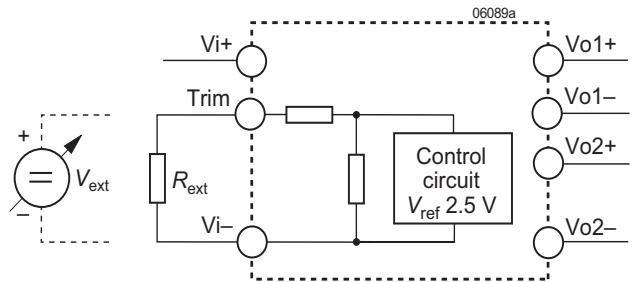 06089a
Vi+
Vo1+
Trim
Vo1–
Vo2+
+
Control
circuit
Vref 2.5 V
Vext
Rext
–
Vi–
Vo2–